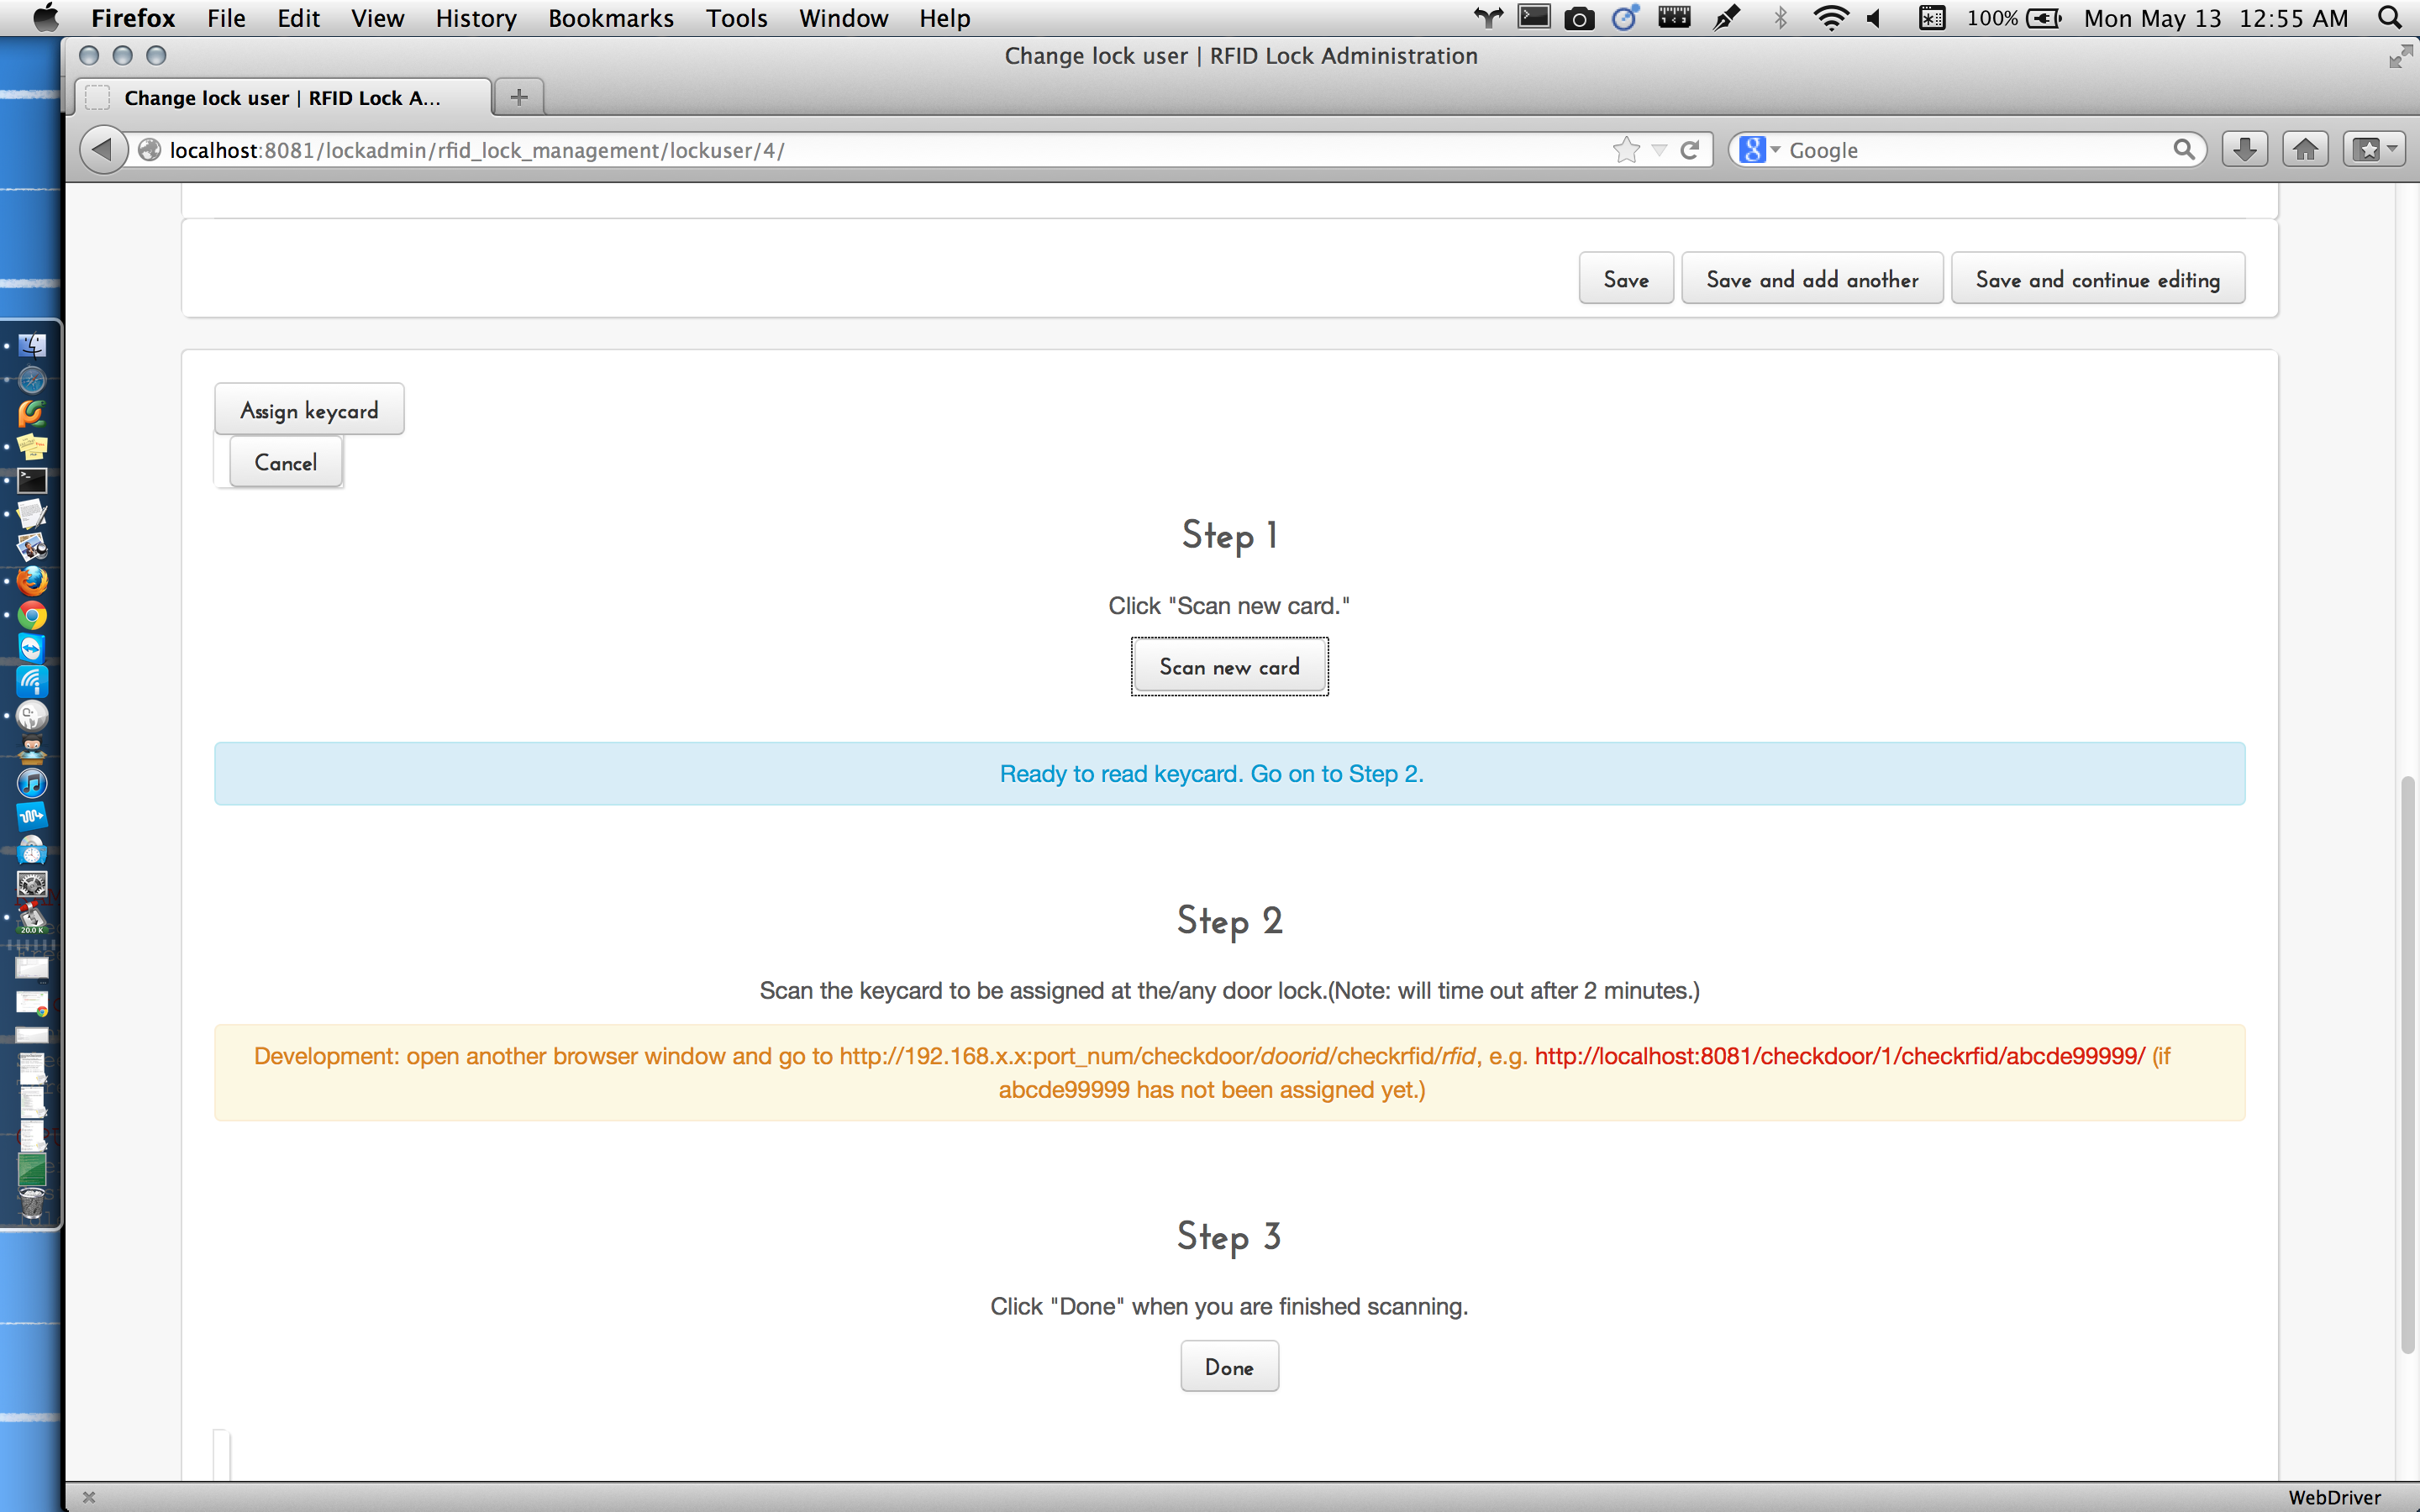 Firefox File Edit View History Bookmarks Tools Window Help 100% Mon May 13 12:55 AM
Change lock user | RFID Lock Administration
Change lock user | RFID Lock A...
localhost:8081/lockadmin/rfid_lock_management/lockuser/4/ Google
Save Save and add another Save and continue editing
Assign keycard
Cancel
Step 1
Click "Scan new card."
Scan new card
Ready to read keycard. Go on to Step 2.
Step 2
Scan the keycard to be assigned at the/any door lock.(Note: will time out after 2 minutes.)
Development: open another browser window and go to http://192.168.x.x:port_num/checkdoor/doorid/checkrfid/rfid, e.g. http://localhost:8081/checkdoor/1/checkrfid/abcde99999/ (if
abcde99999 has not been assigned yet.)
20.0 K
Step 3
Click "Done" when you are finished scanning.
Done
WebDriver